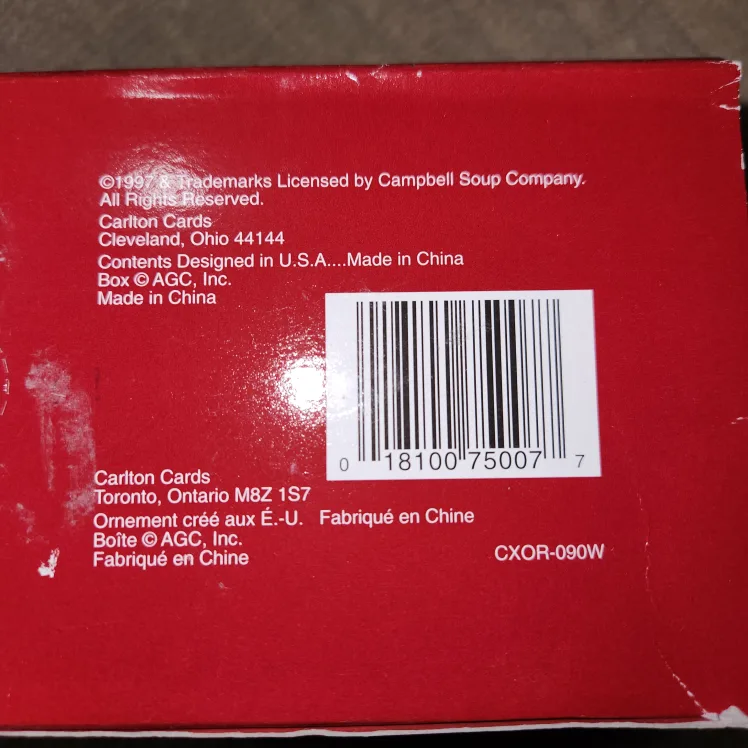 ©1997 & Trademarks Licensed by Campbell Soup Company.
All Rights Reserved.
Carlton Cards
Cleveland, Ohio 44144
Contents Designed in U.S.A....Made in China
Box © AGC, Inc.
Made in China
0 18100 75007 7
Carlton Cards
Toronto, Ontario M8Z 1S7
Ornement créé aux É.-U. Fabriqué en Chine
Boîte © AGC, Inc.
Fabriqué en Chine
CXOR-090W